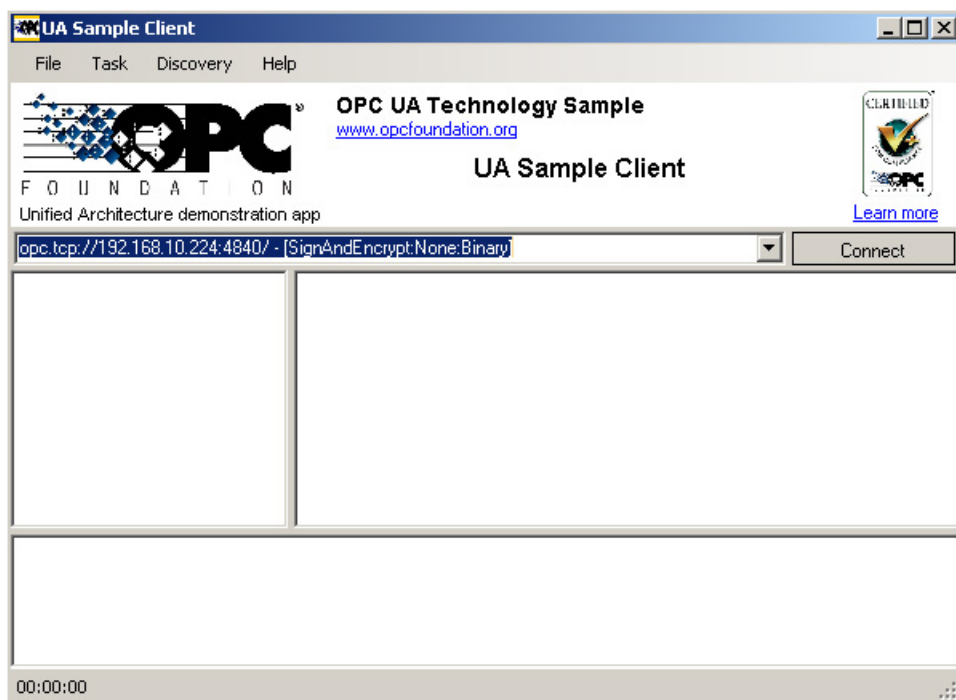 UA Sample Client
File Task Discovery Help
OPC®
FOUNDATION
OPC UA Technology Sample
www.opcfoundation.org
UA Sample Client
CERTIFIED
OPC
Unified Architecture demonstration app
Learn more
opc.tcp://192.168.10.224:4840/ - [SignAndEncrypt:None:Binary]
Connect
00:00:00